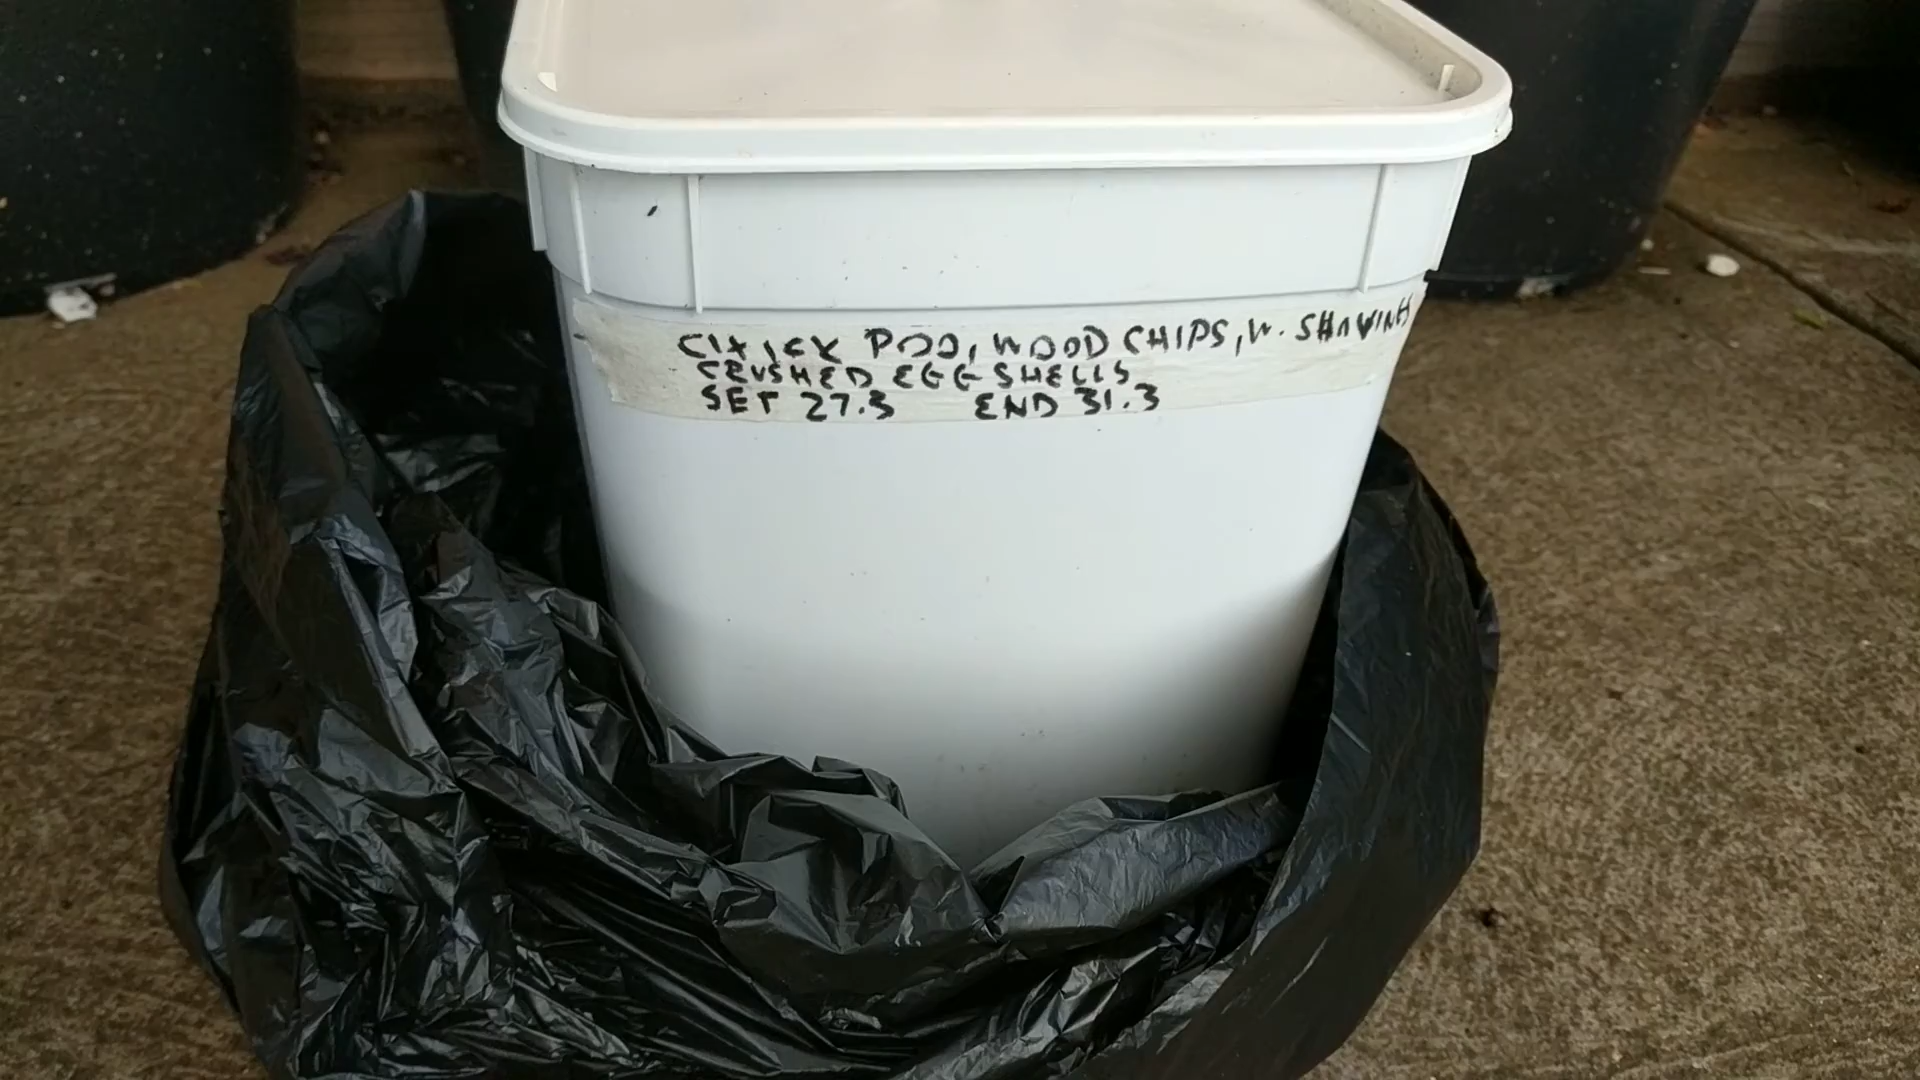 CHICK POO, WOOD CHIPS, W. SHAVINGS
CRUSHED EGG SHELLS
SET 27.3 END 31.3